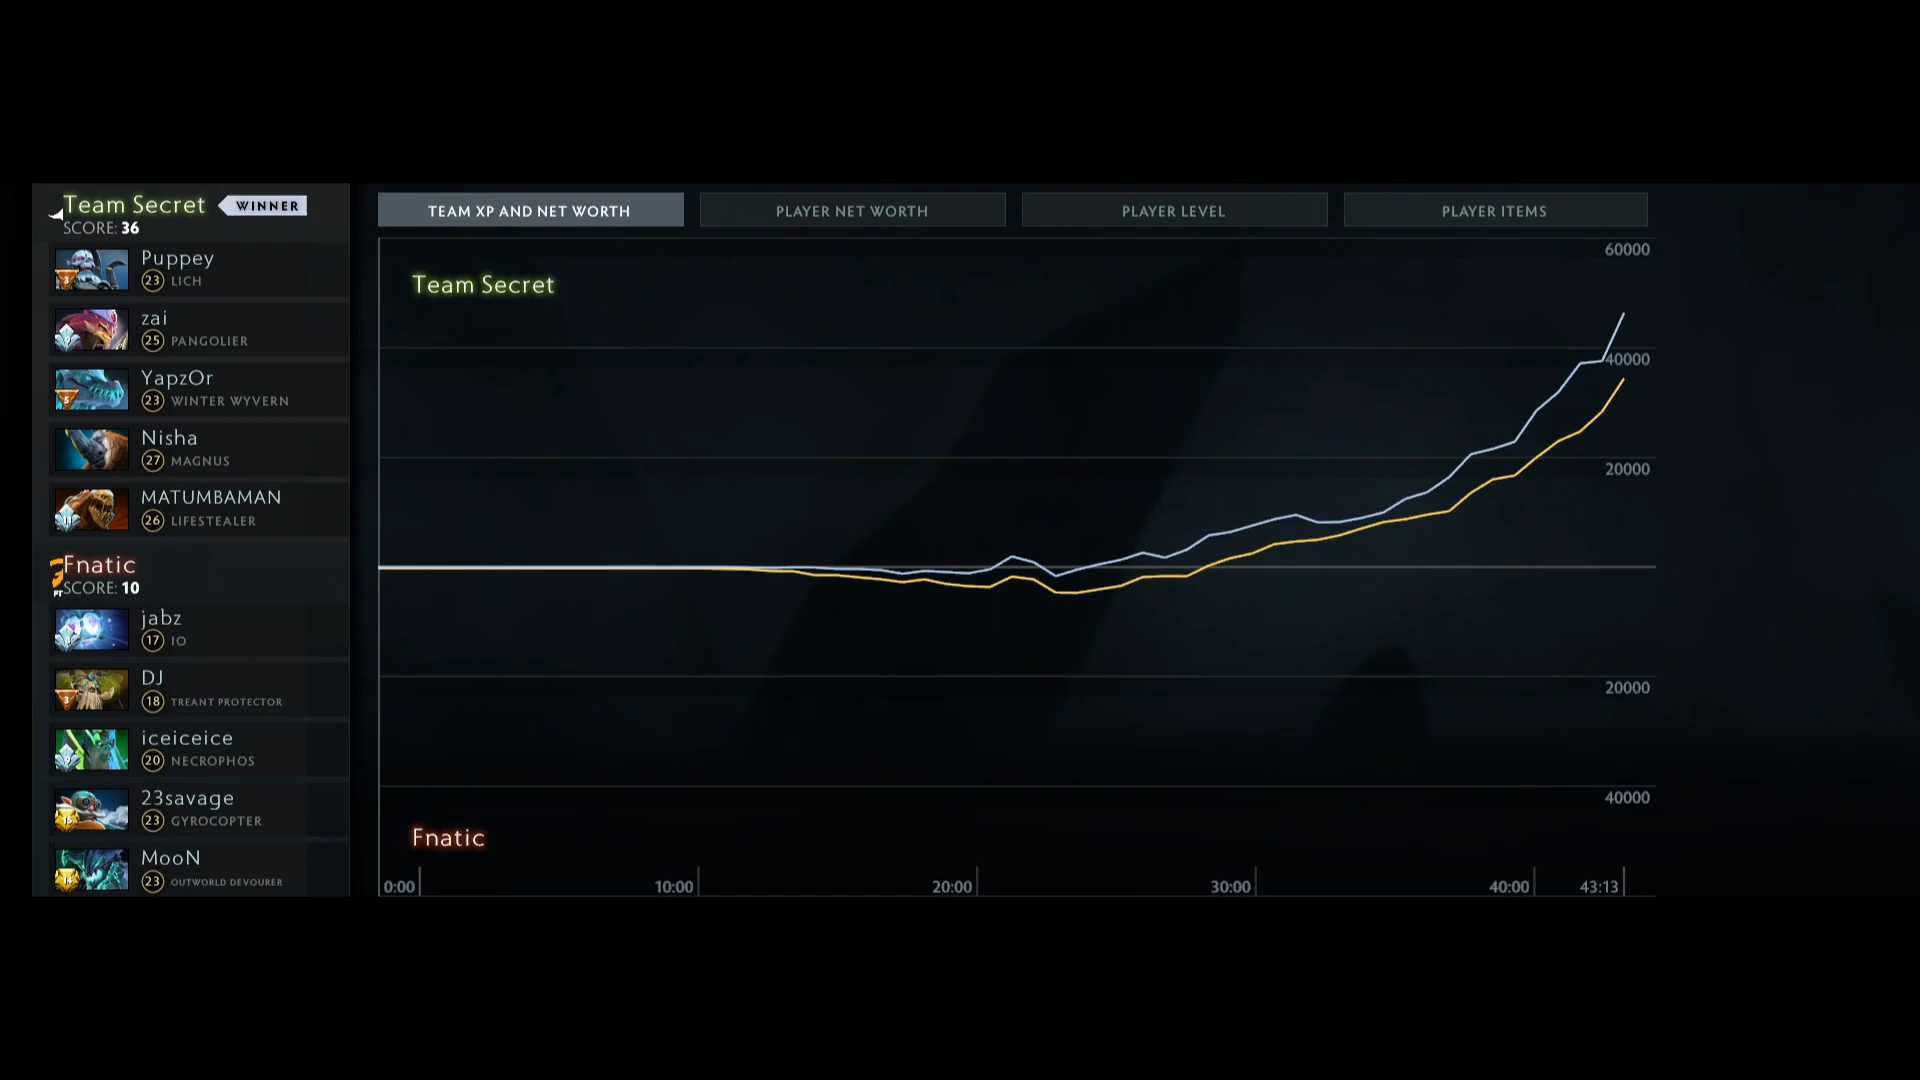 Team Secret WINNER
SCORE: 36
Puppey
23 LICH
zai
25 PANGOLIER
YapzOr
23 WINTER WYVERN
Nisha
27 MAGNUS
MATUMBAMAN
26 LIFESTEALER
Fnatic
SCORE: 10
jabz
17 IO
DJ
18 TREANT PROTECTOR
iceiceice
20 NECROPHOS
23savage
23 GYROCOPTER
MooN
23 OUTWORLD DEVOURER
TEAM XP AND NET WORTH PLAYER NET WORTH PLAYER LEVEL PLAYER ITEMS
60000
Team Secret
40000
20000
20000
40000
Fnatic
0:00 10:00 20:00 30:00 40:00 43:13